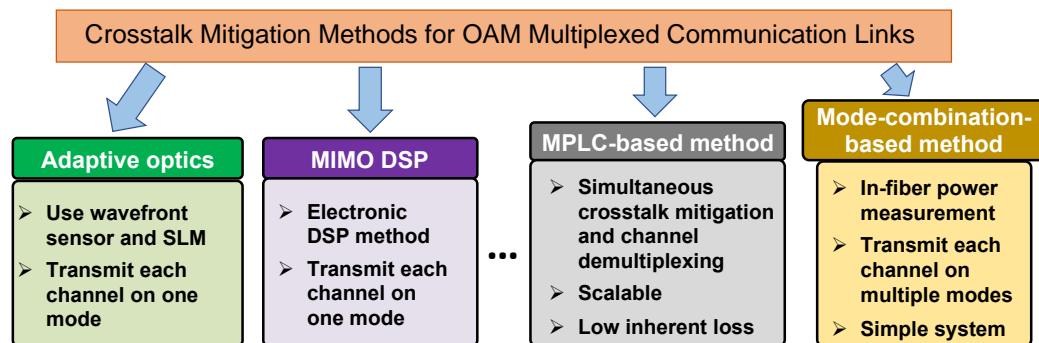 Crosstalk Mitigation Methods for OAM Multiplexed Communication Links
Adaptive optics
➢ Use wavefront
sensor and SLM
➢ Transmit each
channel on one
mode
MIMO DSP
➢ Electronic
DSP method
➢ Transmit each
channel on
one mode
...
MPLC-based method
➢ Simultaneous
crosstalk mitigation
and channel
demultiplexing
➢ Scalable
➢ Low inherent loss
Mode-combination-
based method
➢ In-fiber power
measurement
➢ Transmit each
channel on
multiple modes
➢ Simple system